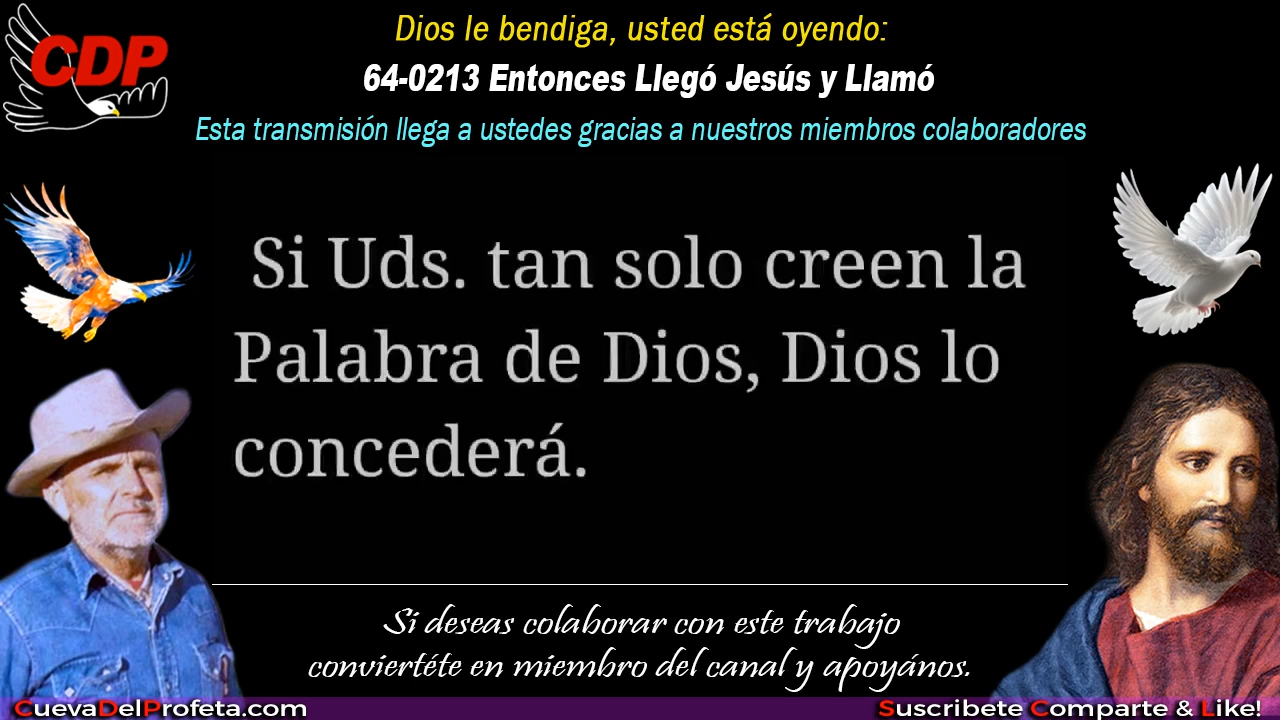 CDP
Dios le bendiga, usted está oyendo:
64-0213 Entonces Llegó Jesús y Llamó
Esta transmisión llega a ustedes gracias a nuestros miembros colaboradores
Si Uds. tan solo creen la
Palabra de Dios, Dios lo
concederá.
Si deseas colaborar con este trabajo
conviertéte en miembro del canal y apoyános.
CuevaDelProfeta.com
Suscribete Comparte & Like!